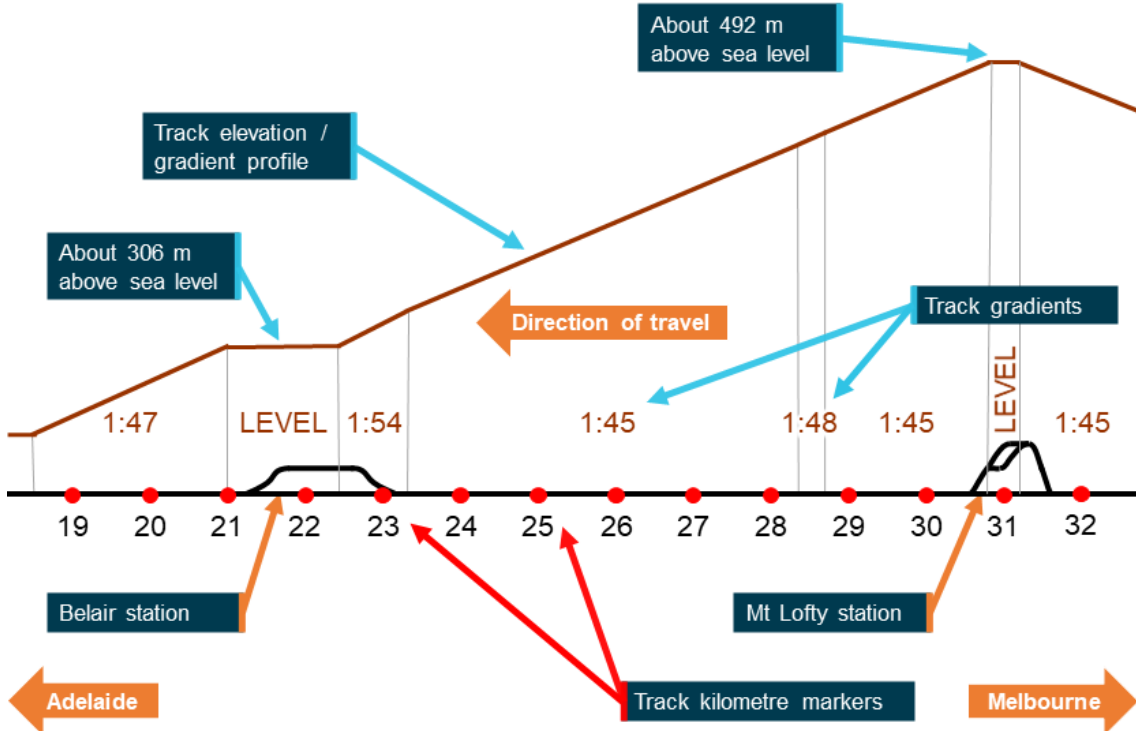 About 492 m
above sea level
Track elevation /
gradient profile
About 306 m
above sea level
Direction of travel
Track gradients
1:47
LEVEL
1:54
1:45
1:48
1:45
LEVEL
1:45
19
20
21
22
23
24
25
26
27
28
29
30
31
32
Belair station
Mt Lofty station
Adelaide
Track kilometre markers
Melbourne